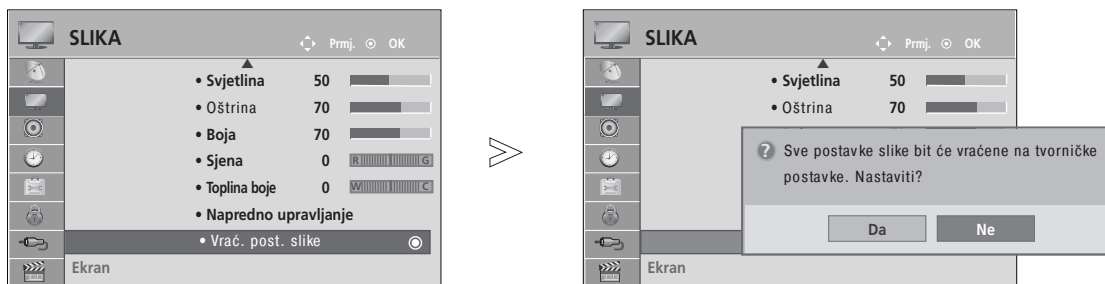 SLIKA
Prmj. OK
• Svjetlina 50
• Oštrina 70
• Boja 70
• Sjena 0 R G
• Toplina boje 0 W C
• Napredno upravljanje
• Vrać. post. slike
Ekran
SLIKA
Prmj. OK
• Svjetlina 50
• Oštrina 70
? Sve postavke slike bit će vraćene na tvorničke
postavke. Nastaviti?
Da Ne
Ekran